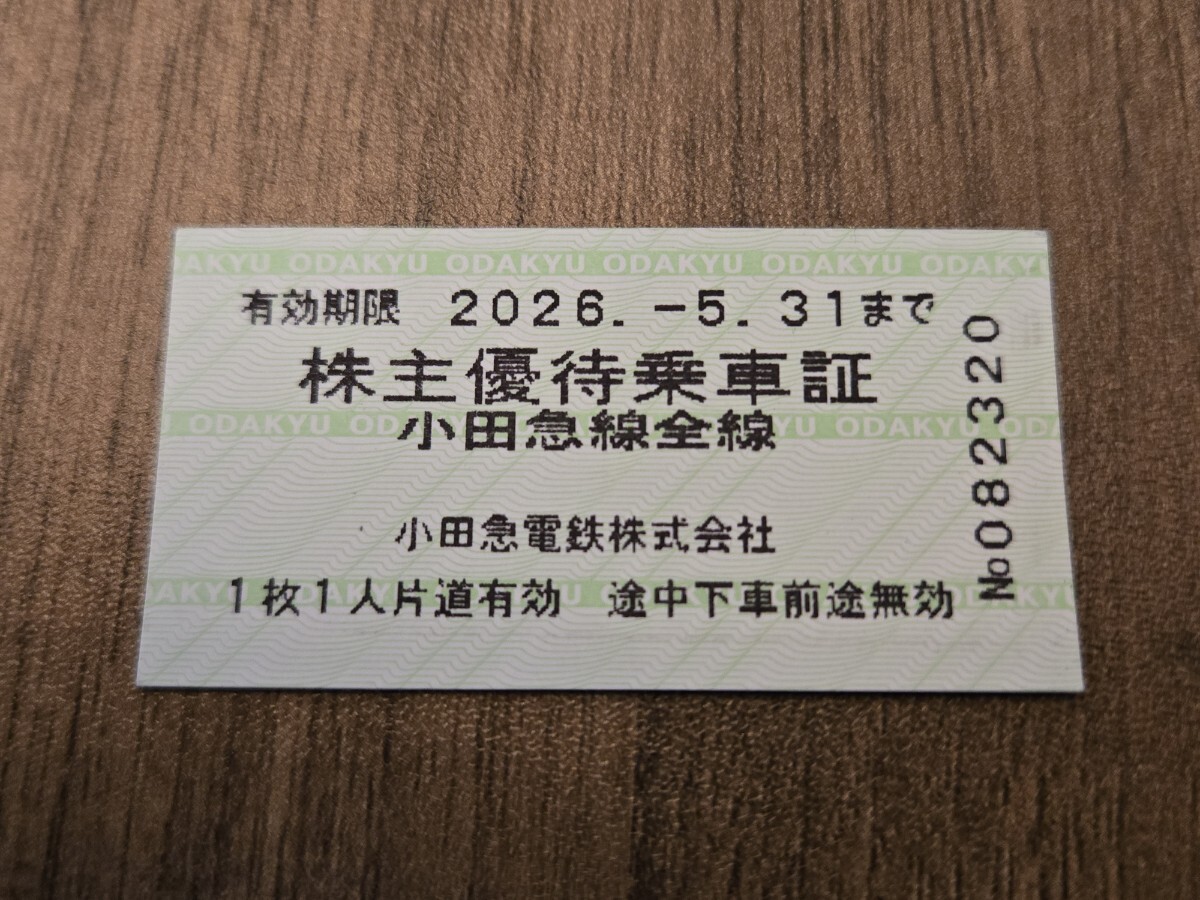 AKYU ODAKYU ODAKYU ODAKYU ODAKYU ODAKYU
有効期限 2026.-5.31まで
株主優待乗車証
小田急線全線
小田急電鉄株式会社
1枚1人片道有効 途中下車前途無効
№082320